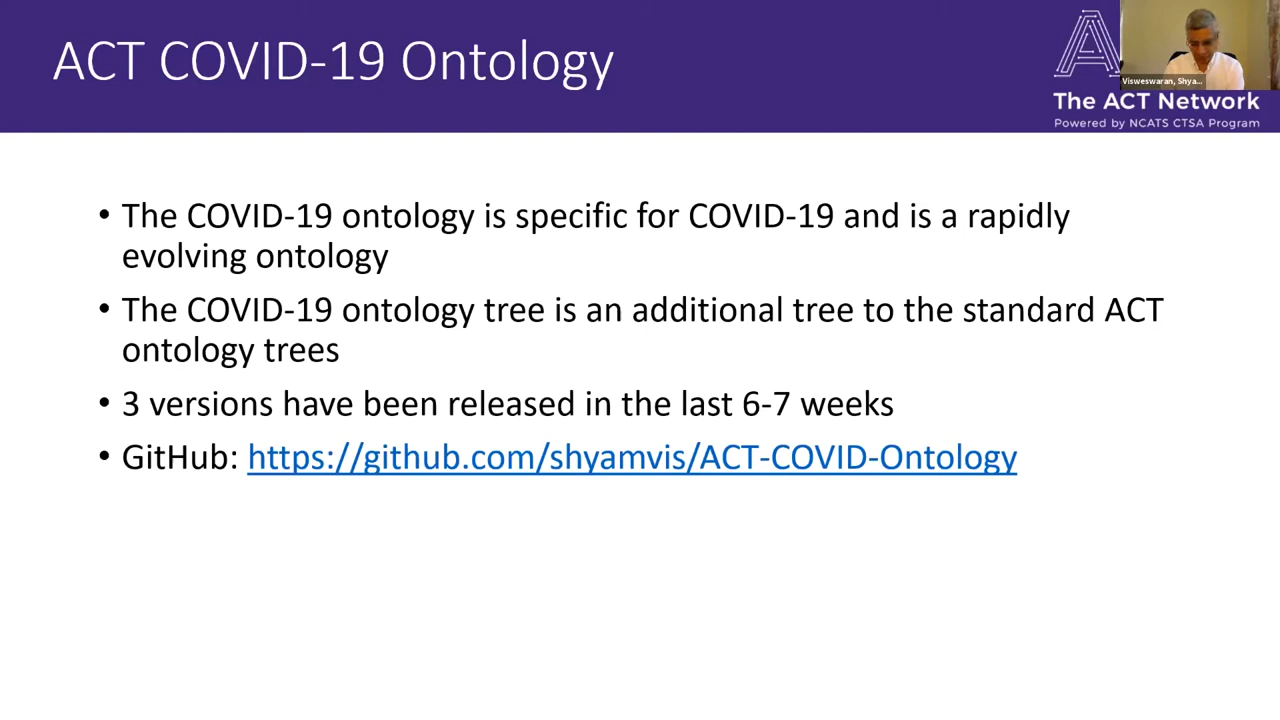 ACT COVID-19 Ontology
Visweswaran, Shya...
The ACT Network
Powered by NCATS CTSA Program
• The COVID-19 ontology is specific for COVID-19 and is a rapidly
evolving ontology
• The COVID-19 ontology tree is an additional tree to the standard ACT
ontology trees
• 3 versions have been released in the last 6-7 weeks
• GitHub: https://github.com/shyamvis/ACT-COVID-Ontology